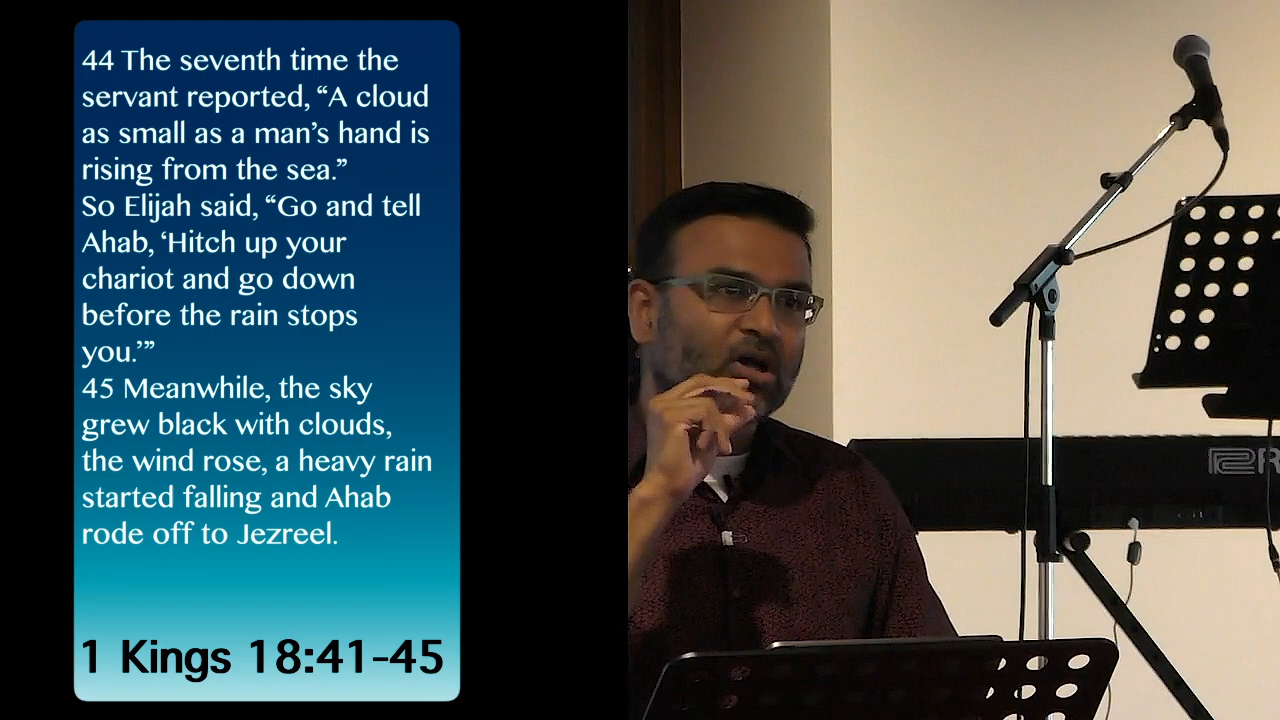 44 The seventh time the
servant reported, “A cloud
as small as a man’s hand is
rising from the sea.”
So Elijah said, “Go and tell
Ahab, ‘Hitch up your
chariot and go down
before the rain stops
you.’”
45 Meanwhile, the sky
grew black with clouds,
the wind rose, a heavy rain
started falling and Ahab
rode off to Jezreel.
1 Kings 18:41-45